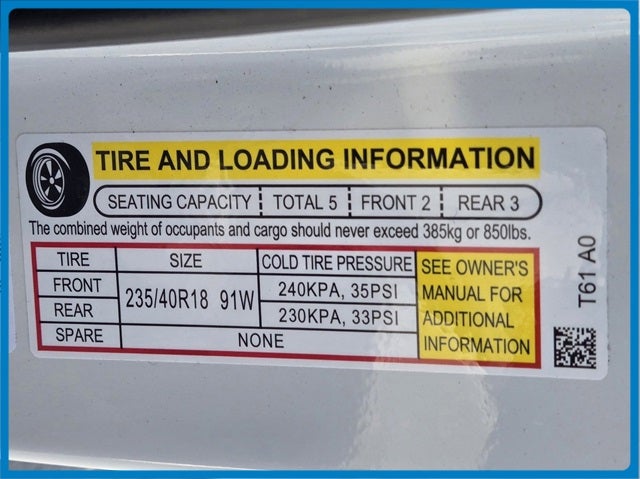 TIRE AND LOADING INFORMATION
SEATING CAPACITY TOTAL 5 FRONT 2 REAR 3
The combined weight of occupants and cargo should never exceed 385kg or 850lbs.
TIRE SIZE COLD TIRE PRESSURE
FRONT 235/40R18 91W 240KPA, 35PSI
REAR 230KPA, 33PSI
SPARE NONE
SEE OWNER'S
MANUAL FOR
ADDITIONAL
INFORMATION
T61 A0